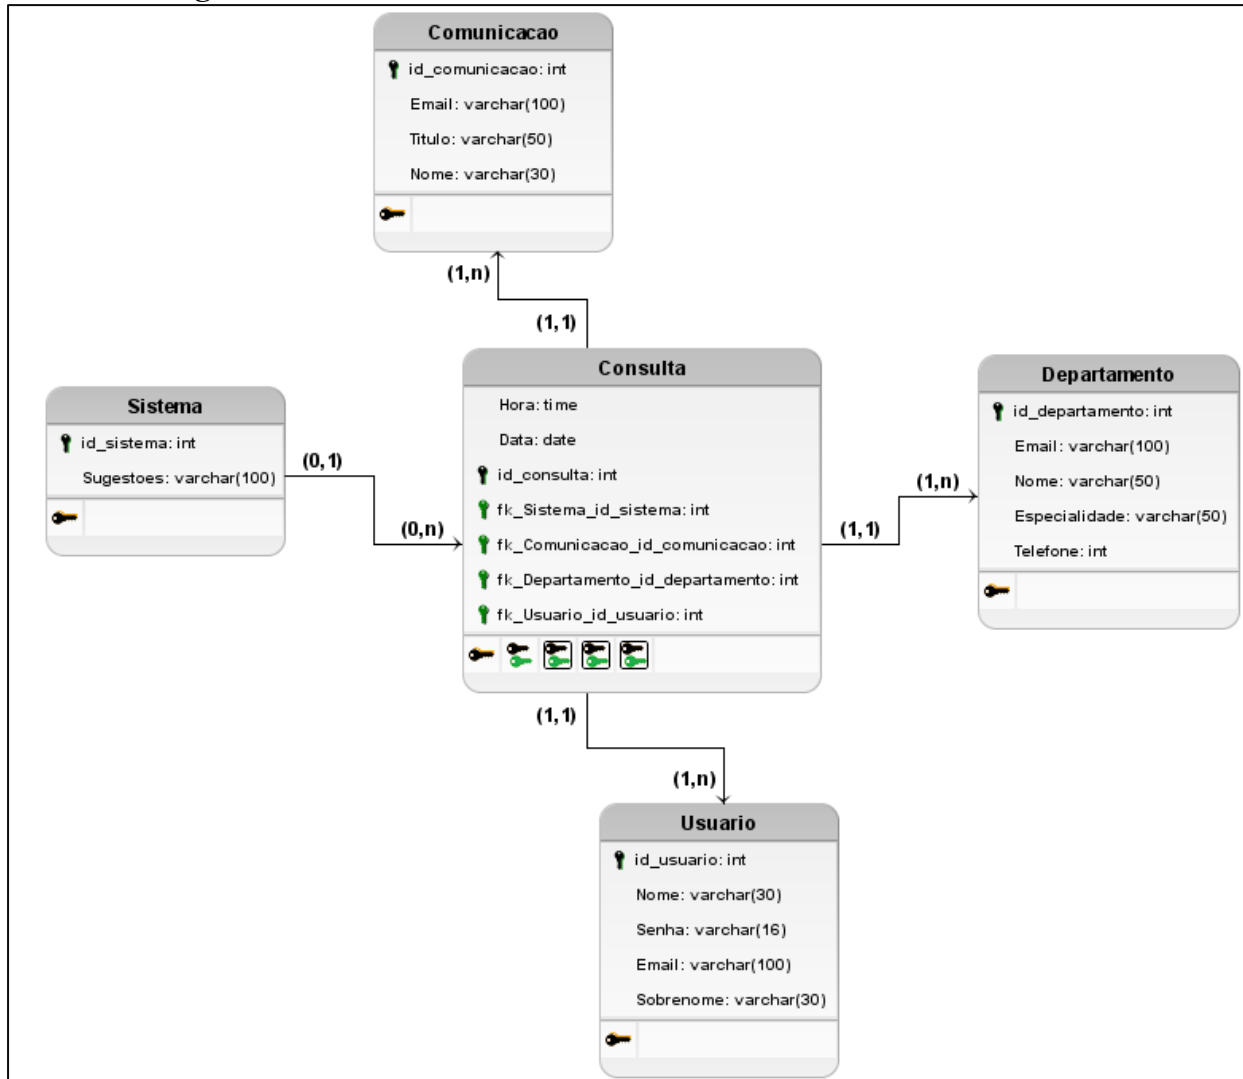 Comunicacao
id_comunicacao: int
Email: varchar(100)
Titulo: varchar(50)
Nome: varchar(30)
(1,n)
(1,1)
Sistema
id_sistema: int
Sugestoes: varchar(100)
(0,1)
(0,n)
Consulta
Hora: time
Data: date
id_consulta: int
fk_Sistema_id_sistema: int
fk_Comunicacao_id_comunicacao: int
fk_Departamento_id_departamento: int
fk_Usuario_id_usuario: int
(1,1)
(1,n)
Departamento
id_departamento: int
Email: varchar(100)
Nome: varchar(50)
Especialidade: varchar(50)
Telefone: int
(1,1)
(1,n)
Usuario
id_usuario: int
Nome: varchar(30)
Senha: varchar(16)
Email: varchar(100)
Sobrenome: varchar(30)